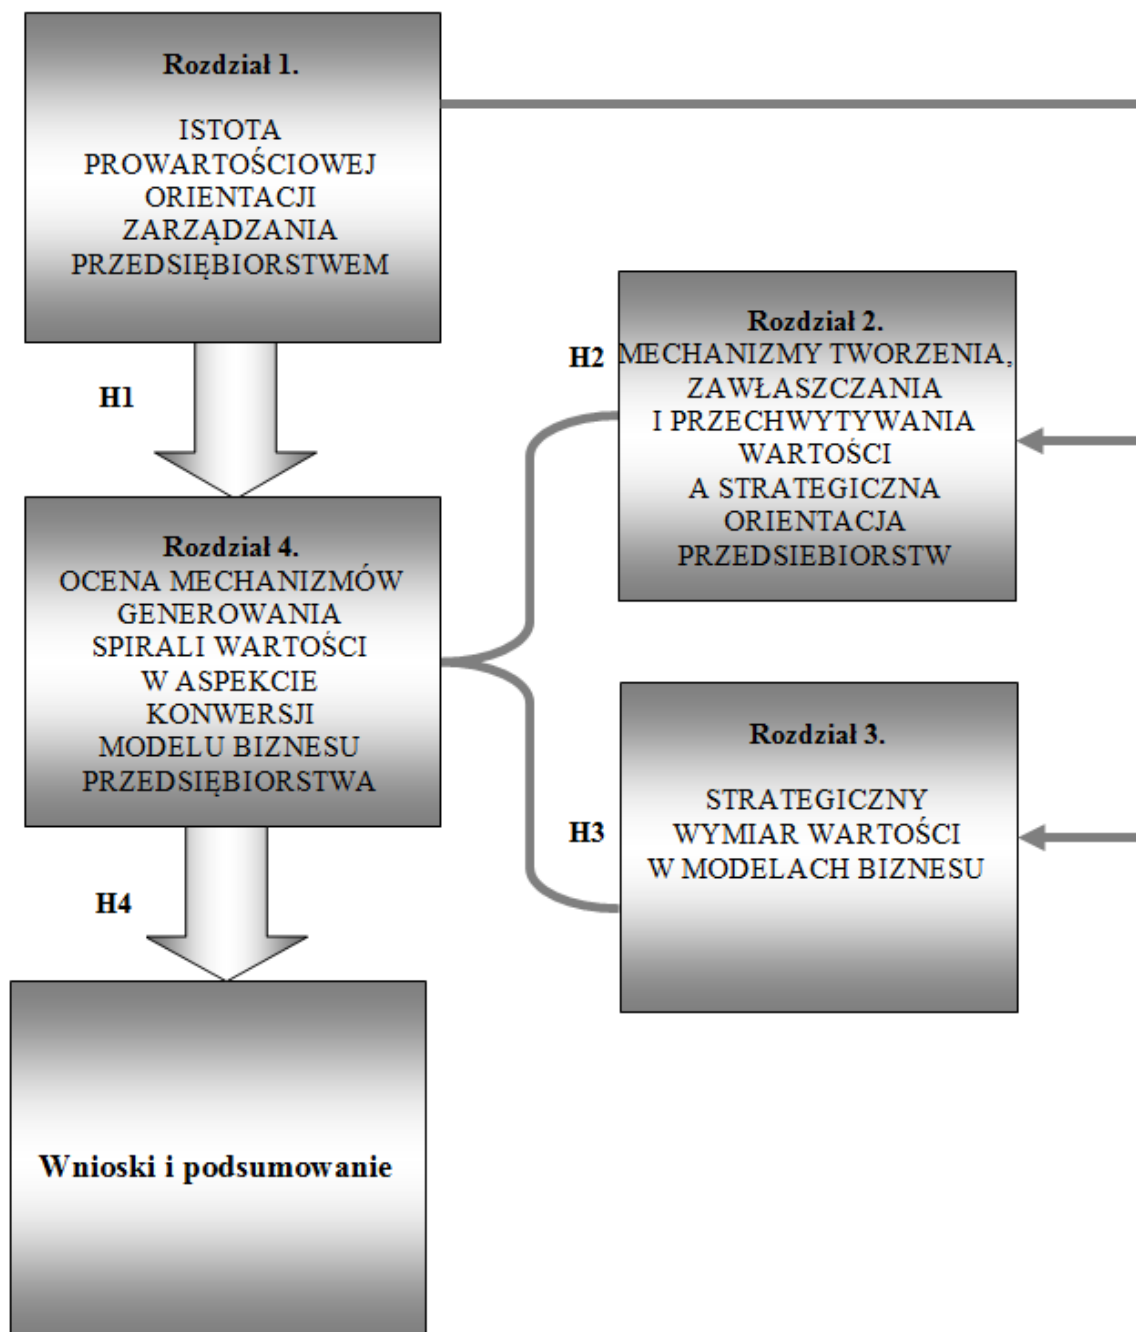 Rozdział 1.
ISTOTA
PROWARTOŚCIOWEJ
ORIENTACJI
ZARZĄDZANIA
PRZEDSIĘBIORSTWEM
H1
H2
Rozdział 2.
MECHANIZMY TWORZENIA,
ZAWŁASZCZANIA
I PRZECHWYTYWANIA
WARTOŚCI
A STRATEGICZNA
ORIENTACJA
PRZEDSIEBIORSTW
Rozdział 4.
OCENA MECHANIZMÓW
GENEROWANIA
SPIRALI WARTOŚCI
W ASPEKCIE
KONWERSJI
MODELU BIZNESU
PRZEDSIĘBIORSTWA
H3
Rozdział 3.
STRATEGICZNY
WYMIAR WARTOŚCI
W MODELACH BIZNESU
H4
Wnioski i podsumowanie